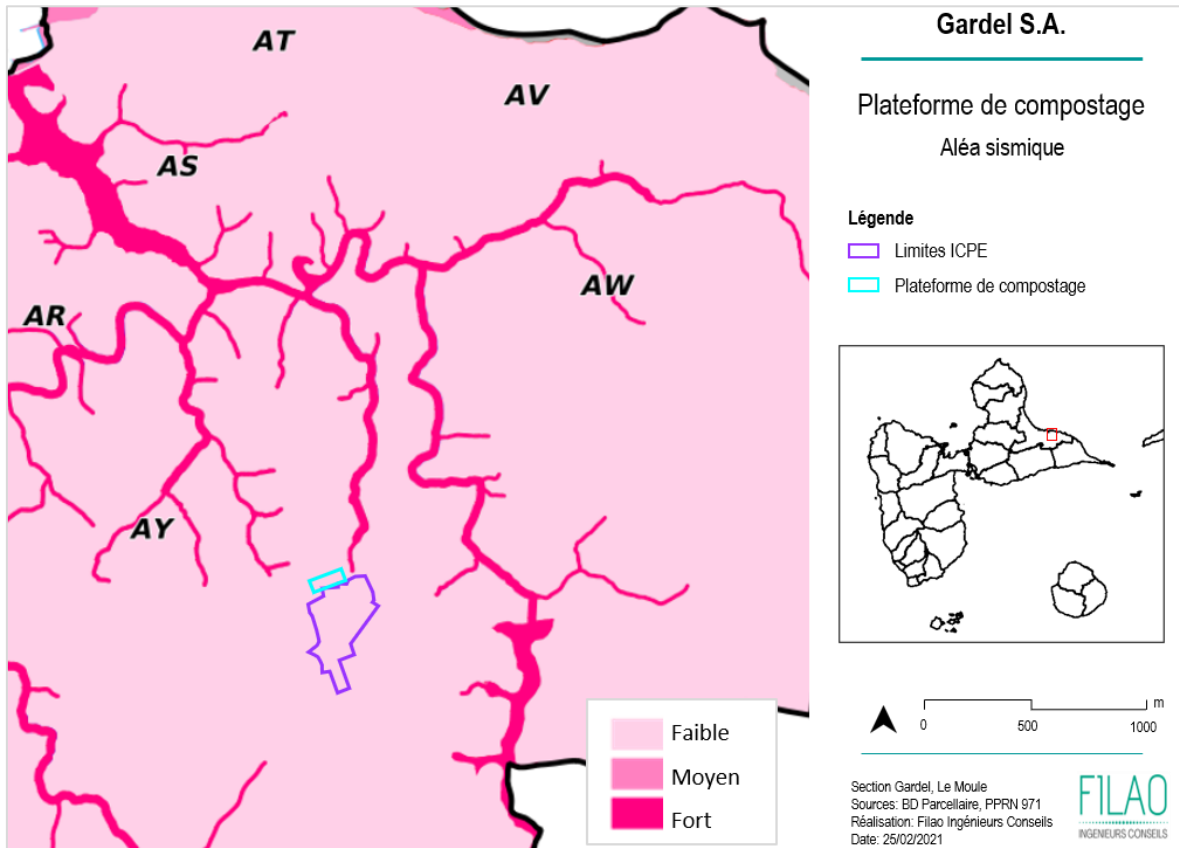 AT
AV
AS
AW
AR
AY
Faible
Moyen
Fort
Gardel S.A.
Plateforme de compostage
Aléa sismique
Légende
Limites ICPE
Plateforme de compostage
m
0 500 1000
Section Gardel, Le Moule
Sources: BD Parcellaire, PPRN 971
Réalisation: Filao Ingénieurs Conseils
Date: 25/02/2021
F1LAO
INGENIEURS CONSEILS